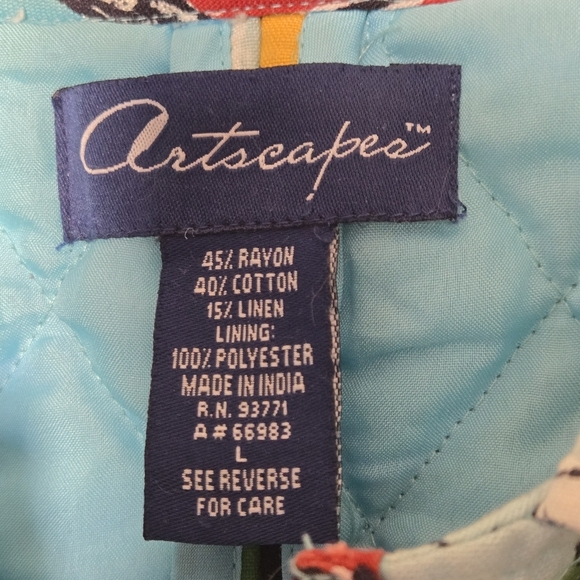 Artscapes™
45% RAYON
40% COTTON
15% LINEN
LINING:
100% POLYESTER
MADE IN INDIA
R.N. 93771
A # 66983
L
SEE REVERSE
FOR CARE